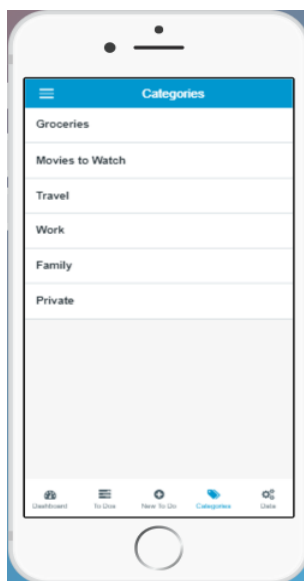 Categories
Groceries
Movies to Watch
Travel
Work
Family
Private
Dashboard
To Dos
New To Do
Categories
Data